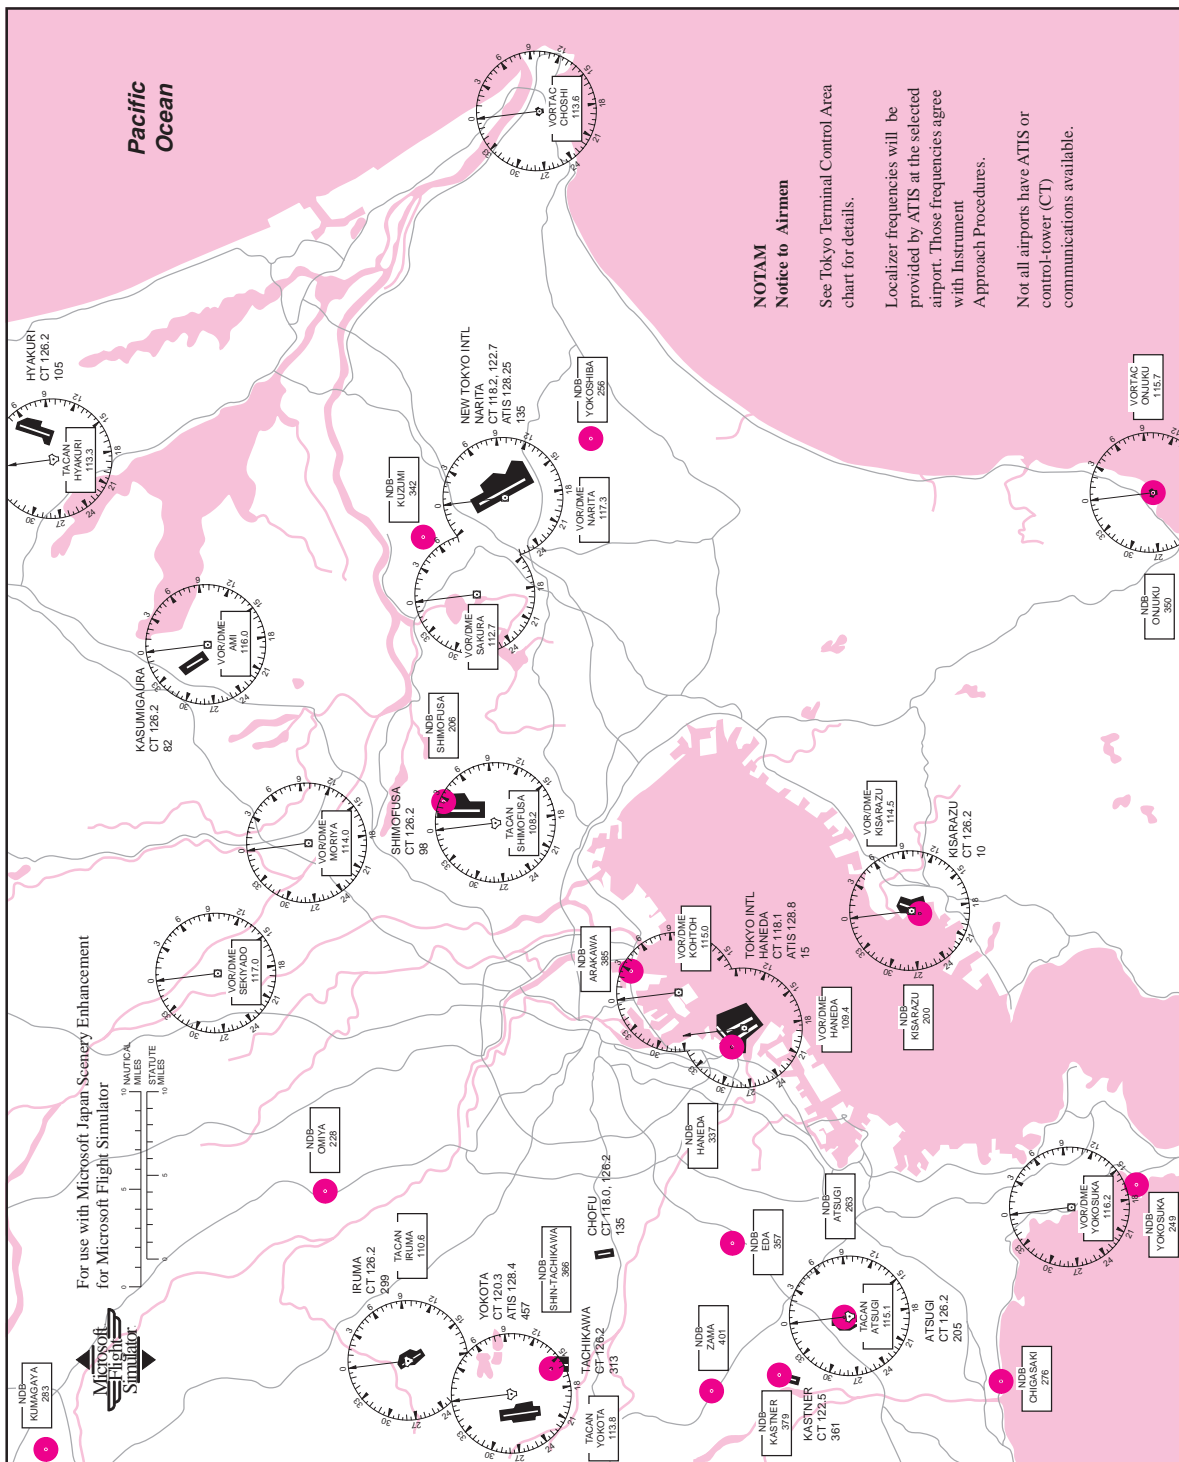 Pacific
Ocean
NOTAM
Notice to Airmen
See Tokyo Terminal Control Area
chart for details.
Localizer frequencies will be
provided by ATIS at the selected
airport. Those frequencies agree
with Instrument
Approach Procedures.
Not all airports have ATIS or
control-tower (CT)
communications available.
For use with Microsoft Japan Scenery Enhancement
for Microsoft Flight Simulator
Microsoft
Flight
Simulator
NAUTICAL
MILES
STATUTE
MILES
0
5
10
0
5
10
VORTAC
CHOSHI
113.6
HYAKURI
CT 126.2
105
TACAN
HYAKURI
113.3
NEW TOKYO INTL
NARITA
CT 118.2, 122.7
ATIS 128.25
135
NDB
YOKOSHIBA
256
NDB
KUZUMI
342
VOR/DME
NARITA
117.3
VORTAC
ONJUKU
115.7
NDB
ONJUKU
350
KASUMIGAURA
CT 126.2
82
VOR/DME
AMI
116.0
VOR/DME
SAKURA
112.7
NDB
SHIMOFUSA
206
SHIMOFUSA
CT 126.2
98
TACAN
SHIMOFUSA
108.2
VOR/DME
MORIYA
114.0
VOR/DME
SEKIYADO
117.0
NDB
ARAKAWA
385
VOR/DME
KOHTOH
115.0
TOKYO INTL
HANEDA
CT 118.1
ATIS 128.8
15
VOR/DME
HANEDA
109.4
NDB
HANEDA
337
VOR/DME
KISARAZU
114.5
KISARAZU
CT 126.2
10
NDB
KISARAZU
200
NDB
OMIYA
228
IRUMA
CT 126.2
299
TACAN
IRUMA
110.6
YOKOTA
CT 120.3
ATIS 128.4
457
NDB
SHIN-TACHIKAWA
366
CHOFU
CT 118.0, 126.2
135
TACHIKAWA
CT 126.2
313
TACAN
YOKOTA
113.8
NDB
KUMAGAYA
283
NDB
EDA
357
NDB
ATSUGI
263
NDB
ZAMA
401
TACAN
ATSUGI
115.1
ATSUGI
CT 126.2
205
NDB
KASTNER
379
KASTNER
CT 122.5
361
NDB
CHIGASAKI
276
VOR/DME
YOKOSUKA
116.2
NDB
YOKOSUKA
249